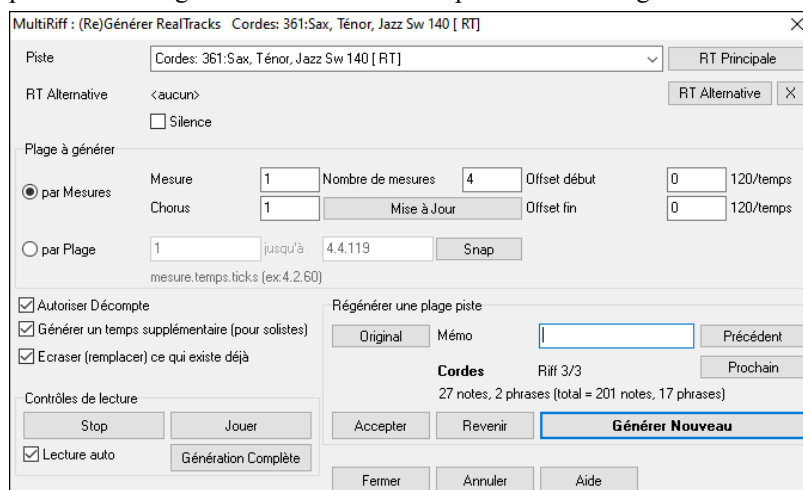 MultiRiff : (Re)Générer RealTracks Cordes: 361:Sax, Ténor, Jazz Sw 140 [ RT] X
Piste Cordes: 361:Sax, Ténor, Jazz Sw 140 [ RT] RT Principale
RT Alternative <aucun> RT Alternative X
Silence
Plage à générer
par Mesures Mesure 1 Nombre de mesures 4 Offset début 0 120/temps
Chorus 1 Mise à Jour Offset fin 0 120/temps
par Plage 1 jusqu'à 4.4.119 Snap
mesure.temps.ticks (ex:4.2.60)
Autoriser Décompte
Générer un temps supplémentaire (pour solistes)
Ecraser (remplacer) ce qui existe déjà
Régénérer une plage piste
Original Mémo Précédent
Cordes Riff 3/3 Prochain
27 notes, 2 phrases (total = 201 notes, 17 phrases)
Contrôles de lecture
Stop Jouer Accepter Revenir Générer Nouveau
Lecture auto Génération Complète
Fermer Annuler Aide